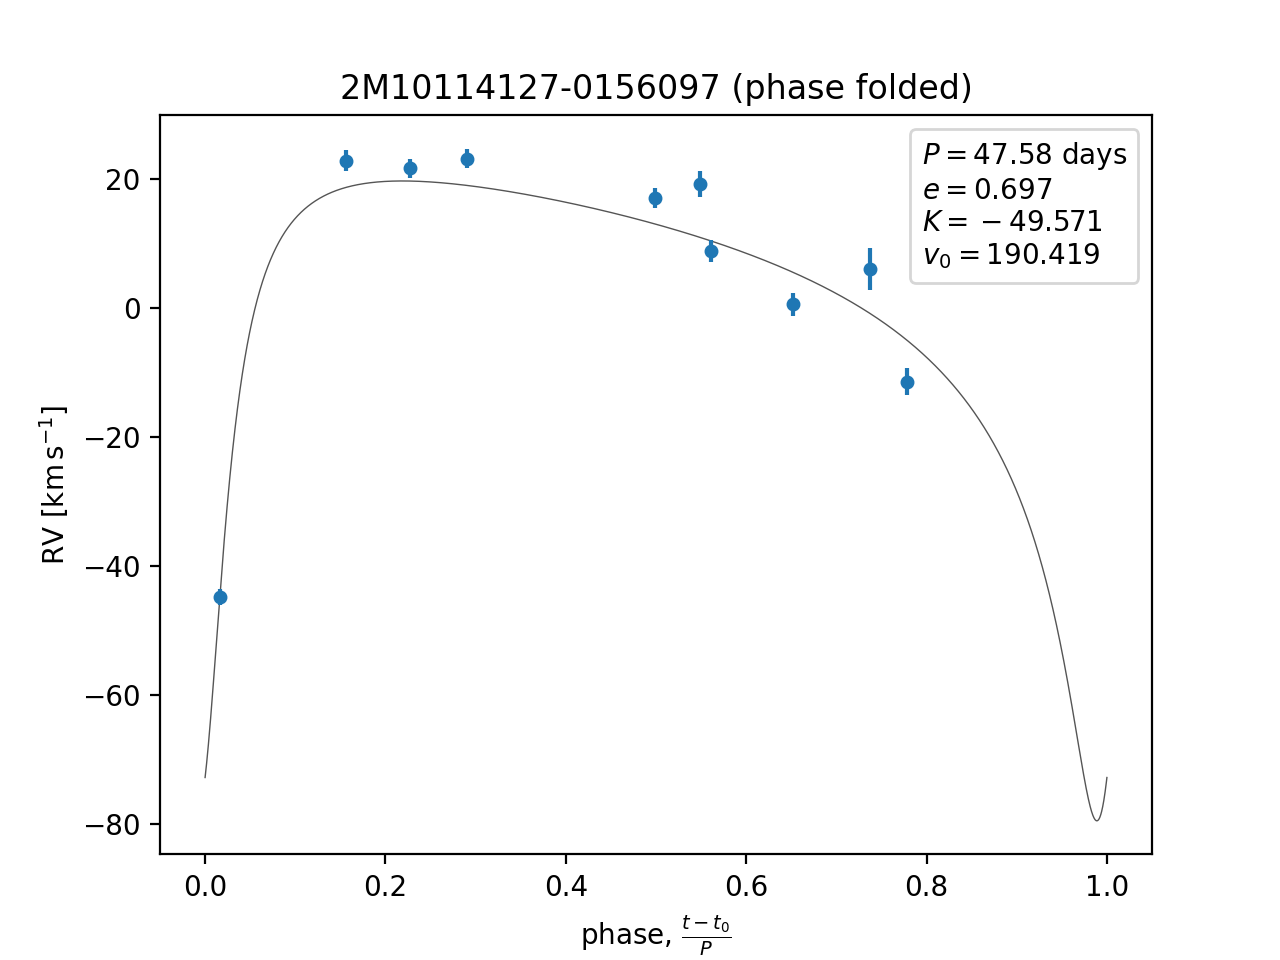 2M10114127-0156097 (phase folded)
P = 47.58 days
e = 0.697
K = −49.571
v₀ = 190.419
20
0
−20
−40
−60
−80
RV [km s⁻¹]
0.0 0.2 0.4 0.6 0.8 1.0
phase, (t − t₀)/P